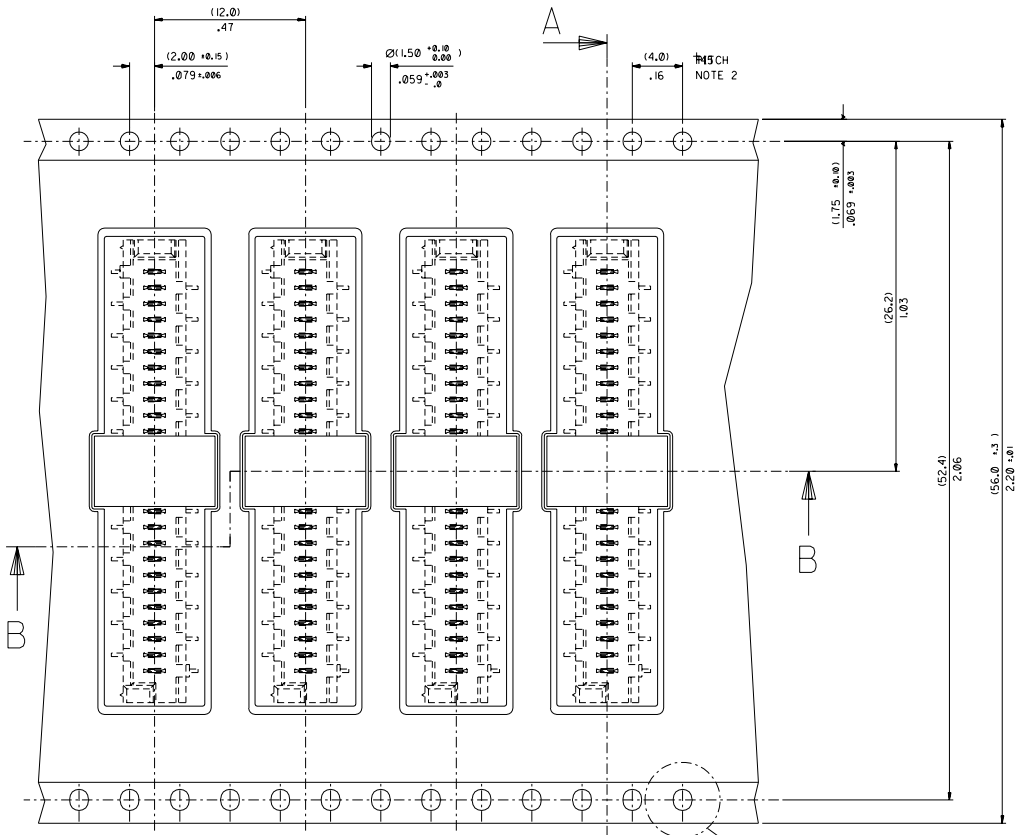 (12.0)
.47
(2.00 +0.15)
.079 ±.006
Ø(1.50 +0.10 0.00)
.059 +.003 -.0
A
(4.0)
.16
PITCH
NOTE 2
(1.75 ±0.10)
.069 ±.003
(26.2)
1.03
(52.4)
2.06
(56.0 ±.3)
2.20 ±.01
B
B